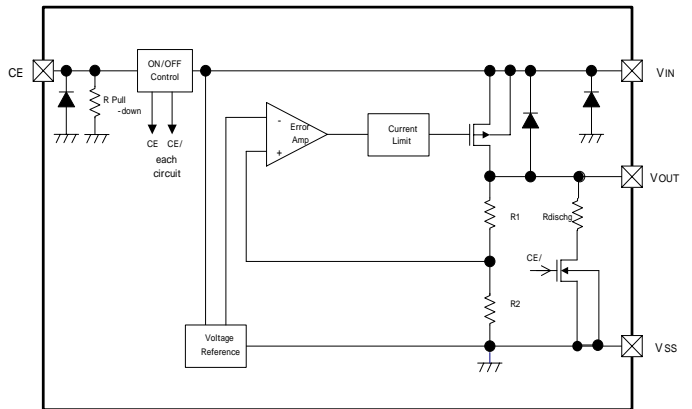 CE
ON/OFF
Control
R Pull
-down
CE CE/
each
circuit
-
+
Error
Amp
Current
Limit
VIN
VOUT
R1
Rdischg
CE/
R2
Voltage
Reference
VSS